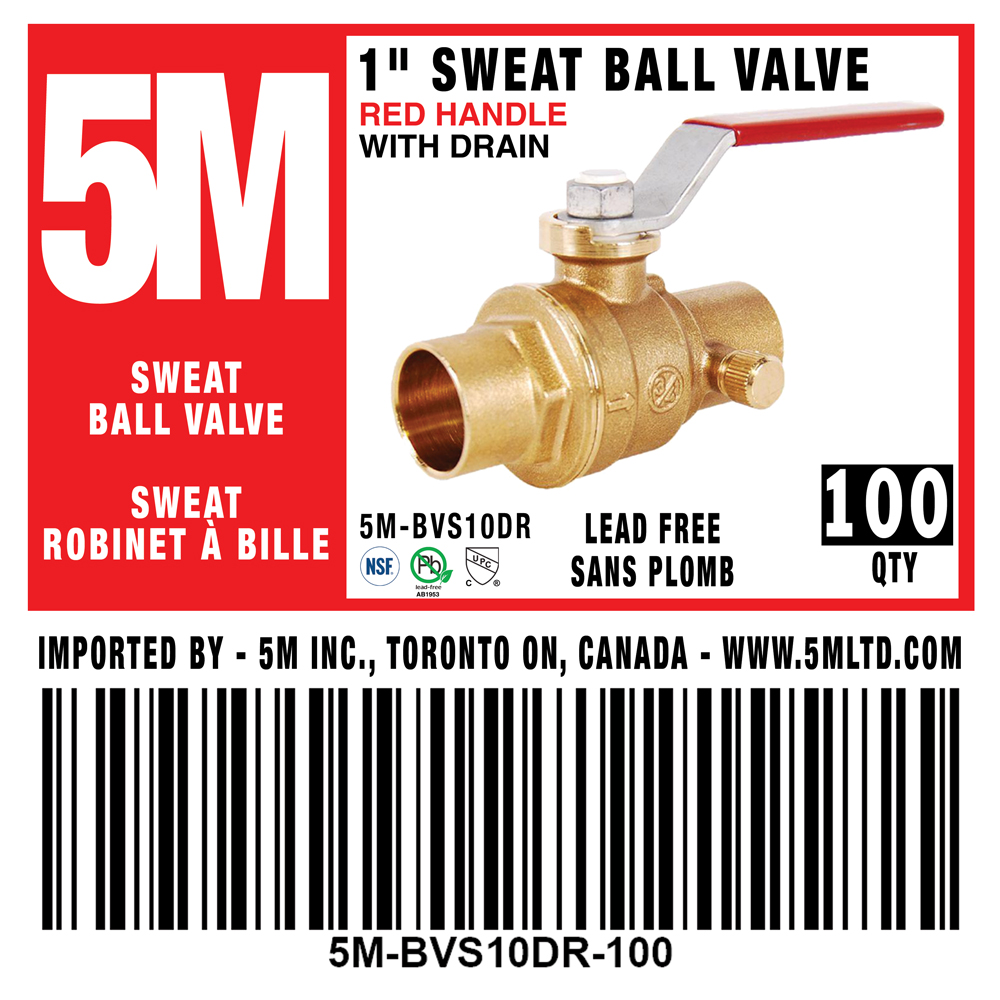 5M
1" SWEAT BALL VALVE
RED HANDLE
WITH DRAIN
SWEAT
BALL VALVE
SWEAT
ROBINET À BILLE
5M-BVS10DR
NSF.
Pb
lead-free
AB1953
UPC
C ®
LEAD FREE
SANS PLOMB
100
QTY
IMPORTED BY - 5M INC., TORONTO ON, CANADA - WWW.5MLTD.COM
5M-BVS10DR-100